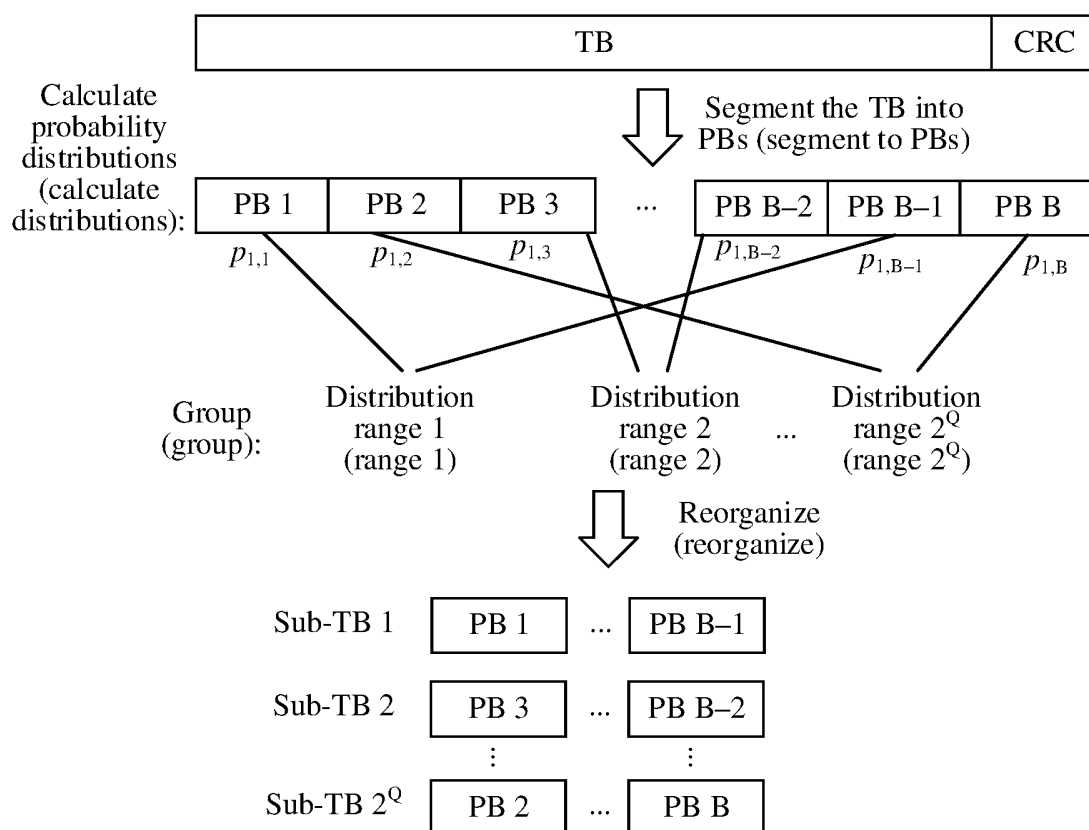 TB CRC
Calculate
probability
distributions
(calculate
distributions):
Segment the TB into
PBs (segment to PBs)
PB 1 PB 2 PB 3 ... PB B–2 PB B–1 PB B
p1,1 p1,2 p1,3 p1,B–2 p1,B–1 p1,B
Group
(group):
Distribution
range 1
(range 1)
Distribution
range 2
(range 2)
...
Distribution
range 2^Q
(range 2^Q)
Reorganize
(reorganize)
Sub-TB 1 PB 1 ... PB B–1
Sub-TB 2 PB 3 ... PB B–2
⋮ ⋮
Sub-TB 2^Q PB 2 ... PB B